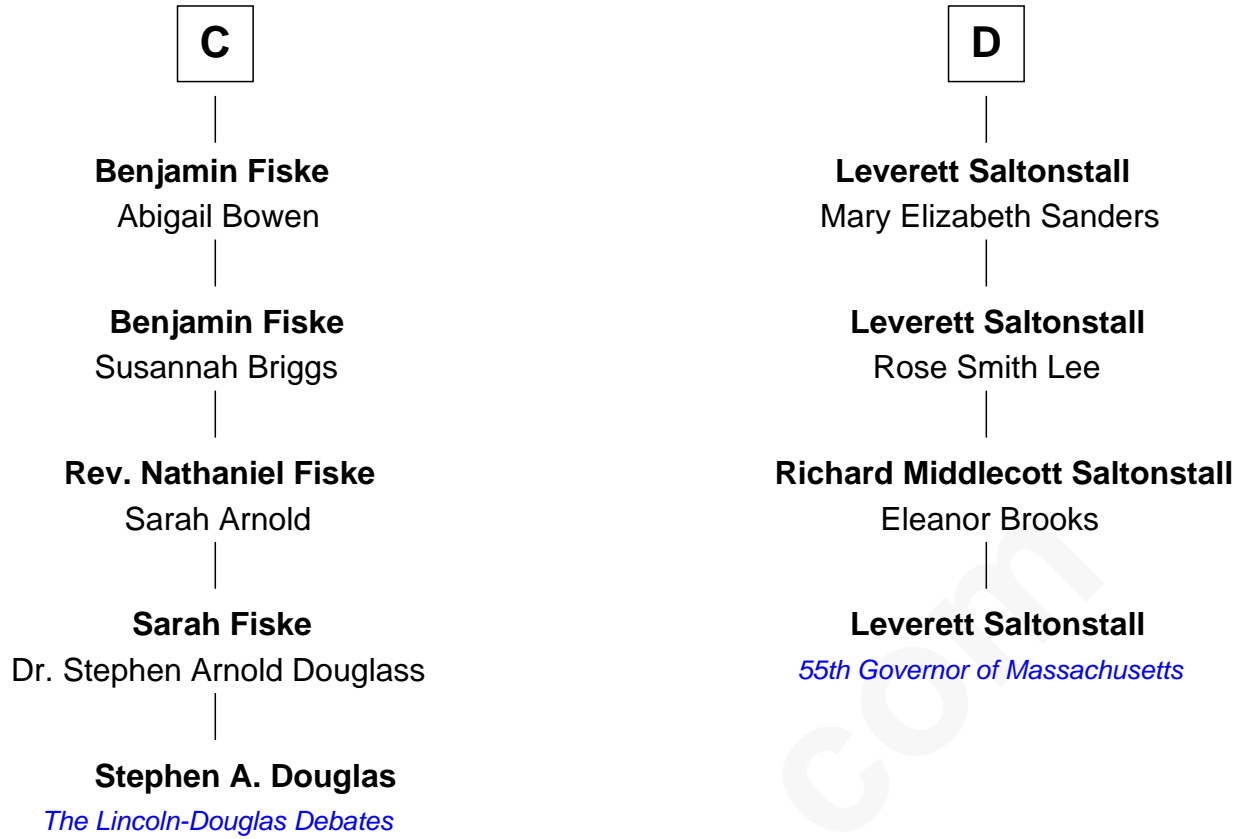 C
Benjamin Fiske
Abigail Bowen
Benjamin Fiske
Susannah Briggs
Rev. Nathaniel Fiske
Sarah Arnold
Sarah Fiske
Dr. Stephen Arnold Douglass
Stephen A. Douglas
The Lincoln-Douglas Debates
D
Leverett Saltonstall
Mary Elizabeth Sanders
Leverett Saltonstall
Rose Smith Lee
Richard Middlecott Saltonstall
Eleanor Brooks
Leverett Saltonstall
55th Governor of Massachusetts
com